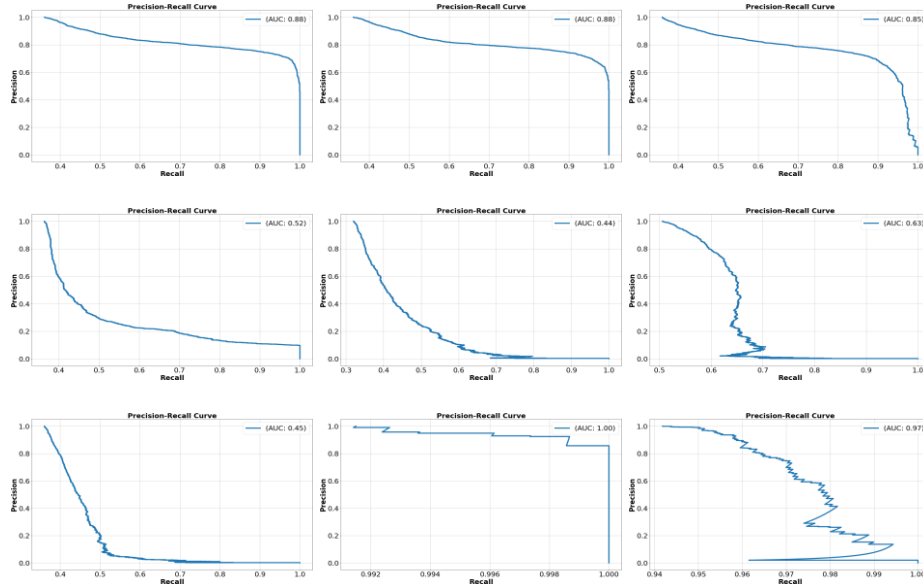 Precision-Recall Curve
(AUC: 0.88)
1.0
0.8
0.6
0.4
0.2
0.0
Precision
0.4 0.5 0.6 0.7 0.8 0.9 1.0
Recall
Precision-Recall Curve
(AUC: 0.88)
1.0
0.8
0.6
0.4
0.2
0.0
Precision
0.4 0.5 0.6 0.7 0.8 0.9 1.0
Recall
Precision-Recall Curve
(AUC: 0.85)
1.0
0.8
0.6
0.4
0.2
0.0
Precision
0.4 0.5 0.6 0.7 0.8 0.9 1.0
Recall
Precision-Recall Curve
(AUC: 0.52)
1.0
0.8
0.6
0.4
0.2
0.0
Precision
0.4 0.5 0.6 0.7 0.8 0.9 1.0
Recall
Precision-Recall Curve
(AUC: 0.44)
1.0
0.8
0.6
0.4
0.2
0.0
Precision
0.3 0.4 0.5 0.6 0.7 0.8 0.9 1.0
Recall
Precision-Recall Curve
(AUC: 0.63)
1.0
0.8
0.6
0.4
0.2
0.0
Precision
0.5 0.6 0.7 0.8 0.9 1.0
Recall
Precision-Recall Curve
(AUC: 0.45)
1.0
0.8
0.6
0.4
0.2
0.0
Precision
0.4 0.5 0.6 0.7 0.8 0.9 1.0
Recall
Precision-Recall Curve
(AUC: 1.00)
1.0
0.8
0.6
0.4
0.2
0.0
Precision
0.992 0.994 0.996 0.998 1.000
Recall
Precision-Recall Curve
(AUC: 0.97)
1.0
0.8
0.6
0.4
0.2
0.0
Precision
0.94 0.95 0.96 0.97 0.98 0.99 1.00
Recall